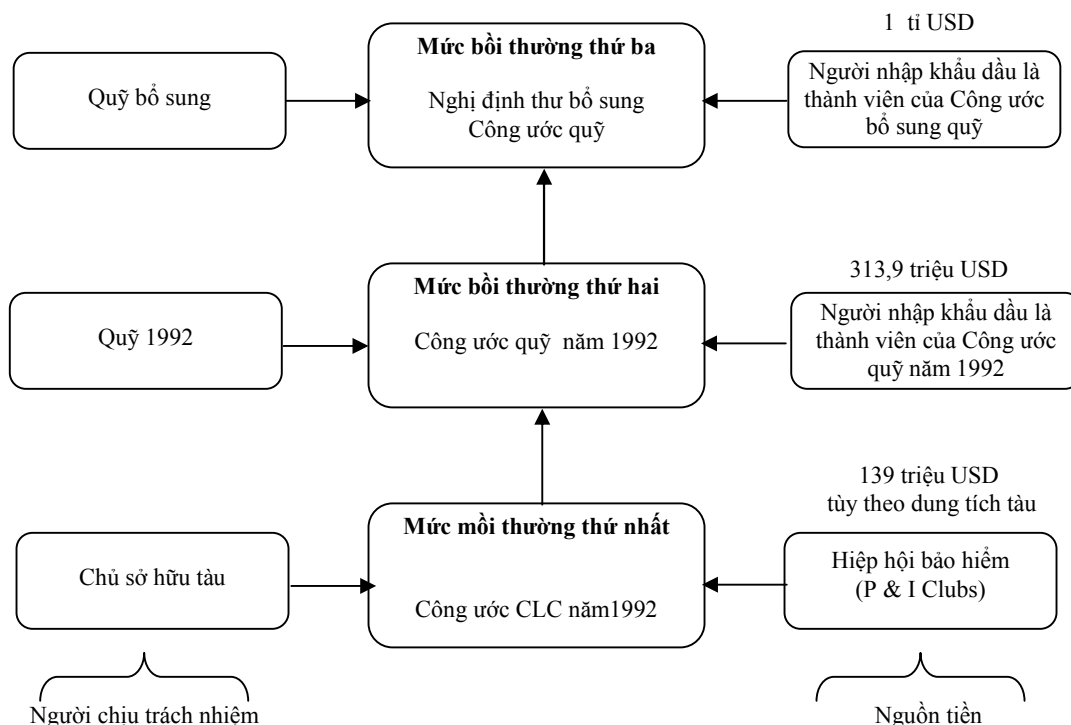 1 tỉ USD
Quỹ bổ sung
Mức bồi thường thứ ba
Nghị định thư bổ sung
Công ước quỹ
Người nhập khẩu dầu là
thành viên của Công ước
bổ sung quỹ
313,9 triệu USD
Quỹ 1992
Mức bồi thường thứ hai
Công ước quỹ năm 1992
Người nhập khẩu dầu là
thành viên của Công ước
quỹ năm 1992
139 triệu USD
tùy theo dung tích tàu
Chủ sở hữu tàu
Mức mồi thường thứ nhất
Công ước CLC năm1992
Hiệp hội bảo hiểm
(P & I Clubs)
Người chịu trách nhiệm
Nguồn tiền